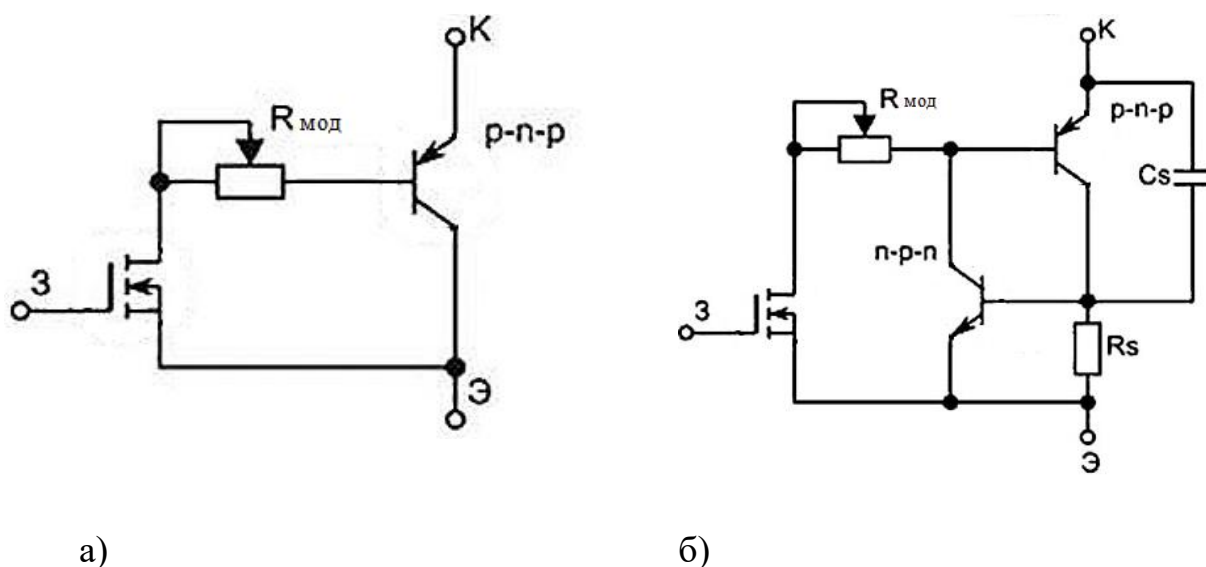 К
R мод
p-n-p
З
Э
а)
К
R мод
p-n-p
Cs
n-p-n
З
Rs
Э
б)